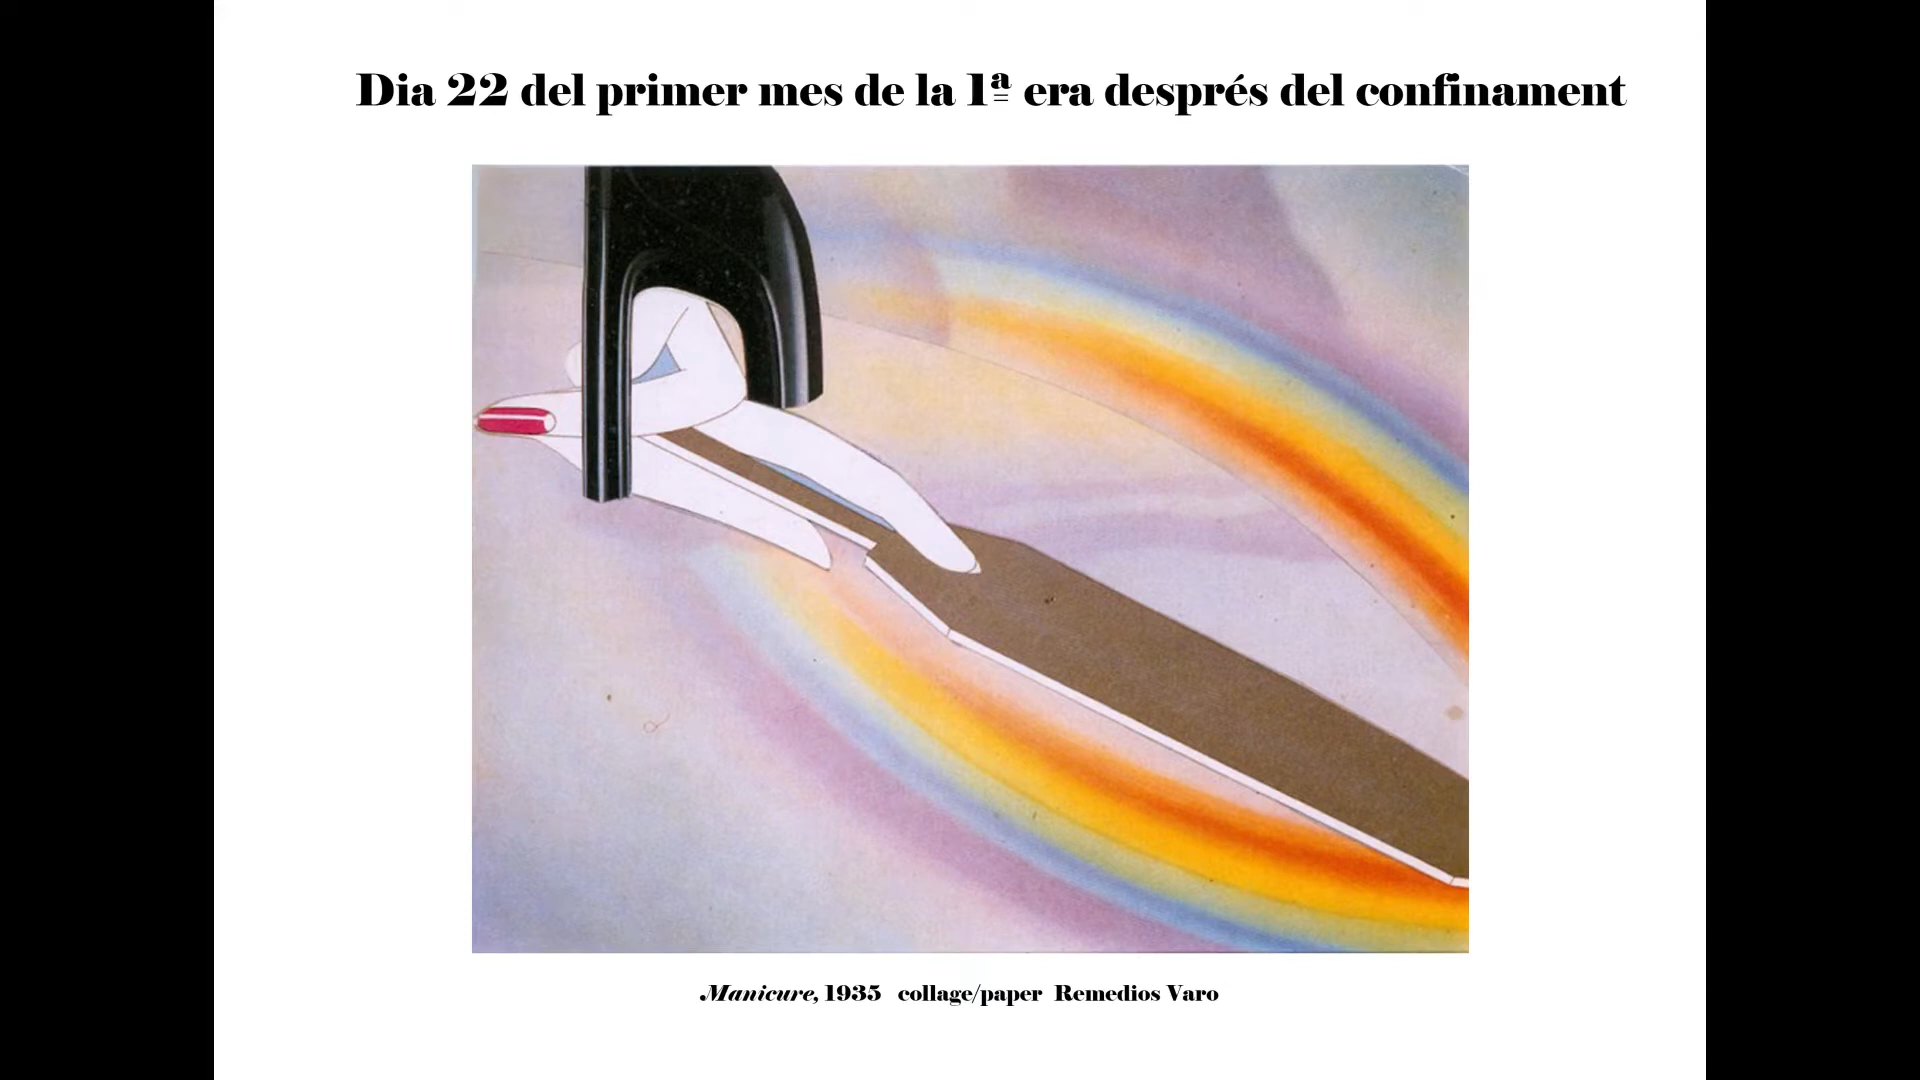 Dia 22 del primer mes de la 1ª era després del confinament
Manicure, 1935 collage/paper Remedios Varo